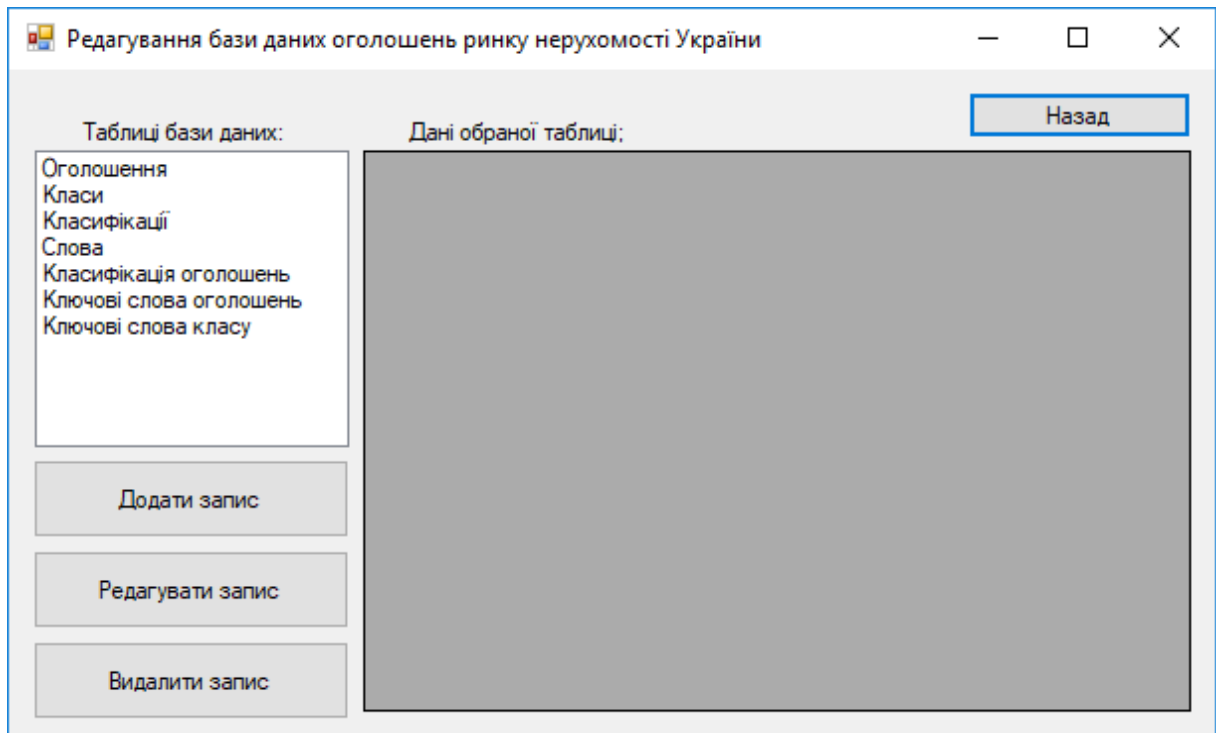 Редагування бази даних оголошень ринку нерухомості України
Назад
Таблиці бази даних:
Дані обраної таблиці;
Оголошення
Класи
Класифікації
Слова
Класифікація оголошень
Ключові слова оголошень
Ключові слова класу
Додати запис
Редагувати запис
Видалити запис